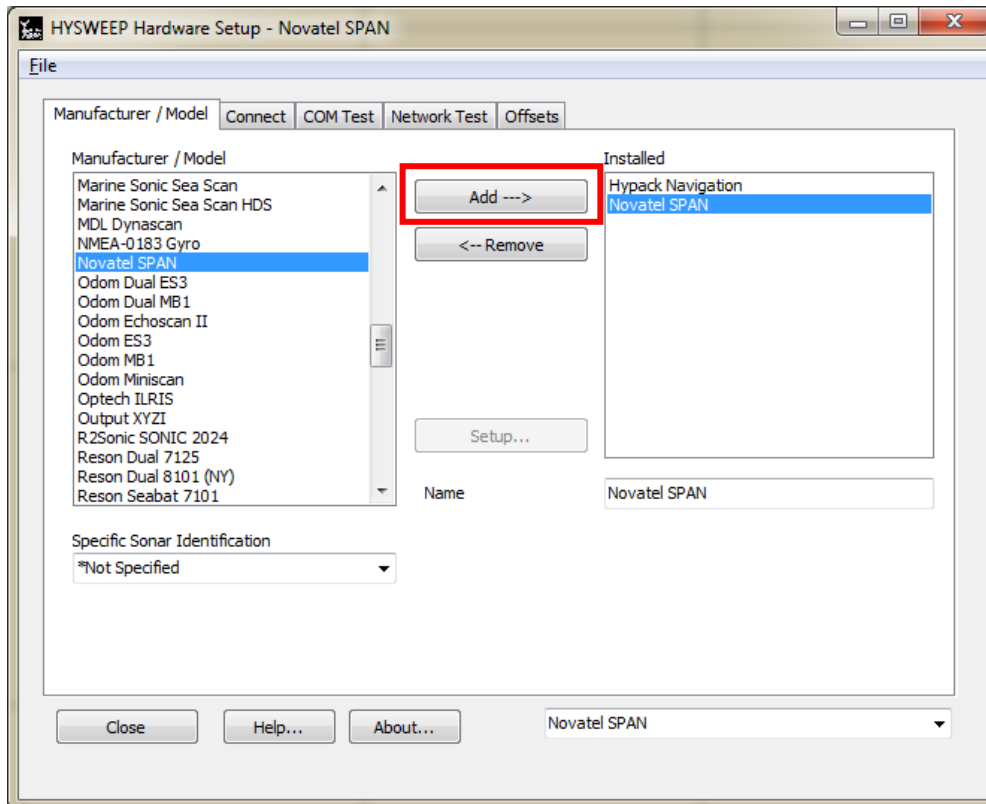 HYSWEEP Hardware Setup - Novatel SPAN
File
Manufacturer / Model
Connect
COM Test
Network Test
Offsets
Manufacturer / Model
Marine Sonic Sea Scan
Marine Sonic Sea Scan HDS
MDL Dynascan
NMEA-0183 Gyro
Novatel SPAN
Odom Dual ES3
Odom Dual MB1
Odom Echoscan II
Odom ES3
Odom MB1
Odom Miniscan
Optech ILRIS
Output XYZI
R2Sonic SONIC 2024
Reson Dual 7125
Reson Dual 8101 (NY)
Reson Seabat 7101
Add --->
<-- Remove
Setup...
Installed
Hypack Navigation
Novatel SPAN
Name
Novatel SPAN
Specific Sonar Identification
*Not Specified
Close
Help...
About...
Novatel SPAN